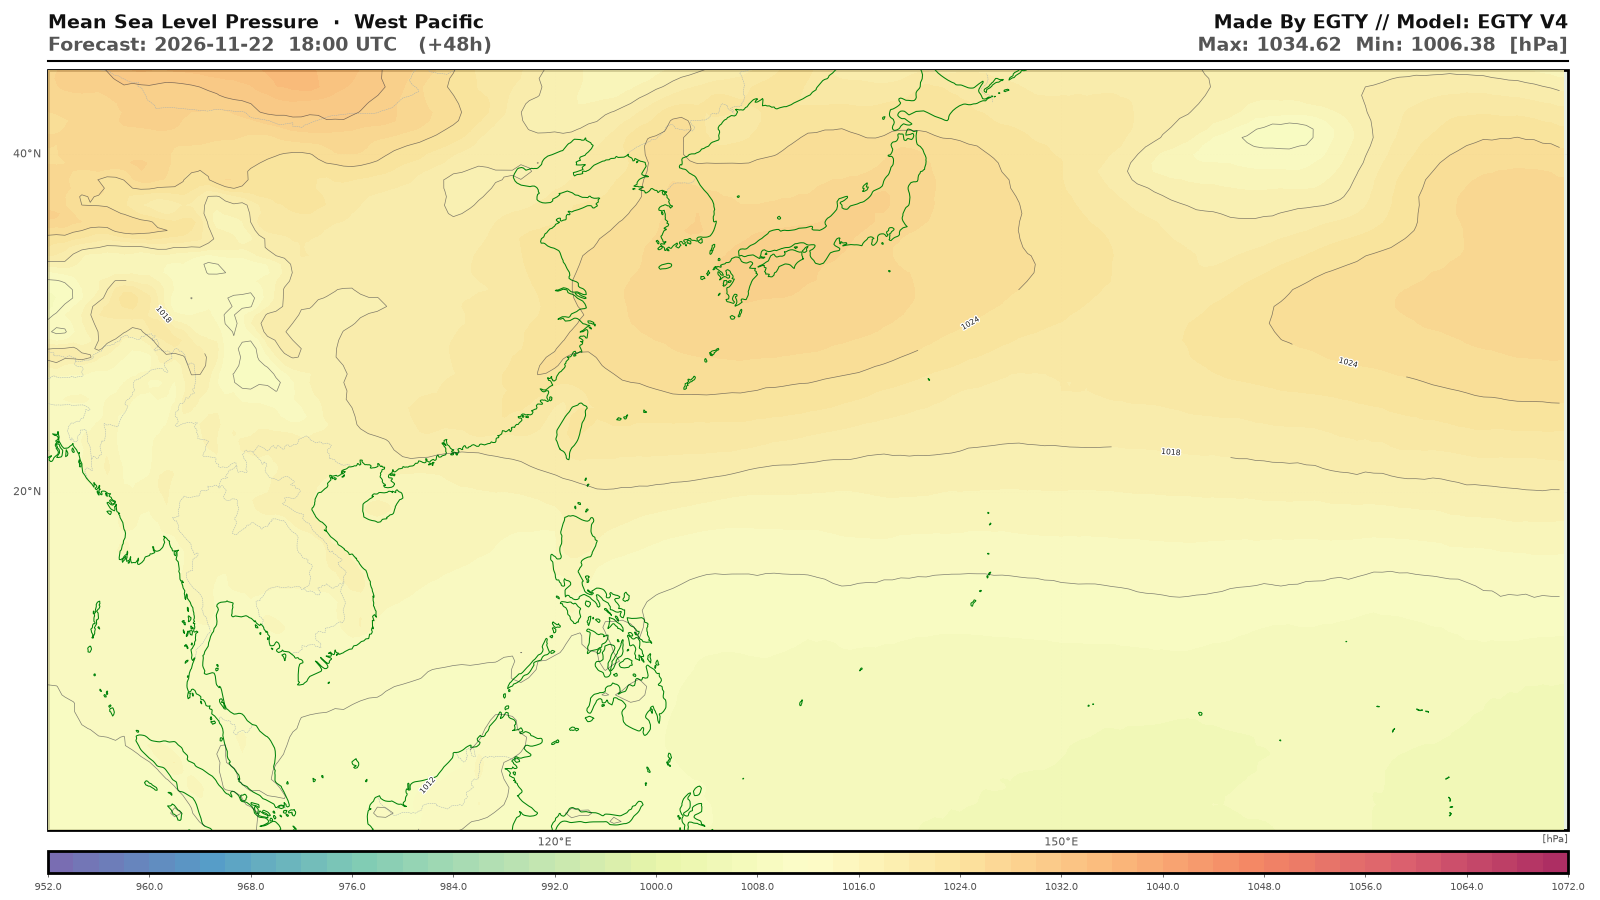 Mean Sea Level Pressure · West Pacific
Made By EGTY // Model: EGTY V4
Forecast: 2026-11-22 18:00 UTC (+48h)
Max: 1034.62 Min: 1006.38 [hPa]
40°N
1018
1024
1024
1018
20°N
1012
120°E
150°E
[hPa]
952.0 960.0 968.0 976.0 984.0 992.0 1000.0 1008.0 1016.0 1024.0 1032.0 1040.0 1048.0 1056.0 1064.0 1072.0